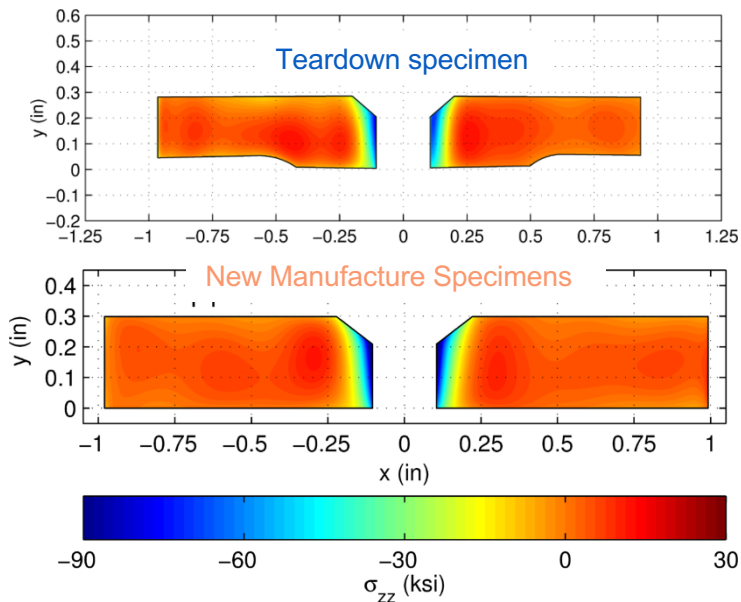 Teardown specimen
y (in)
0.6
0.5
0.4
0.3
0.2
0.1
0
−0.1
−0.2
−1.25 −1 −0.75 −0.5 −0.25 0 0.25 0.5 0.75 1 1.25
New Manufacture Specimens
y (in)
0.4
0.3
0.2
0.1
0
−1 −0.75 −0.5 −0.25 0 0.25 0.5 0.75 1
x (in)
−90 −60 −30 0 30
σzz (ksi)